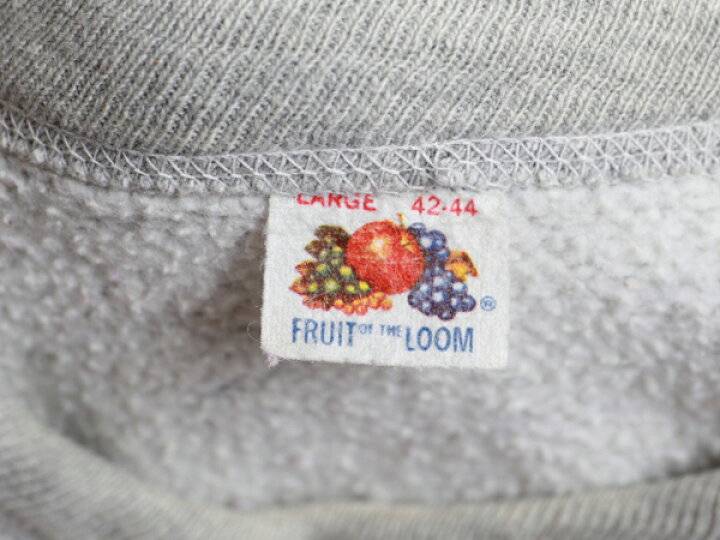 LARGE 42-44
FRUIT OF THE LOOM
®